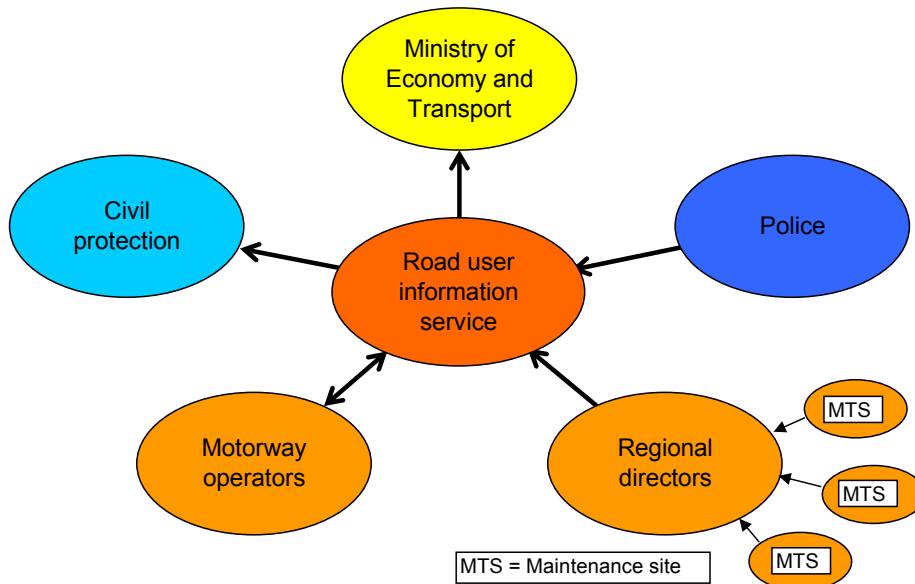 Ministry of
Economy and
Transport
Civil
protection
Police
Road user
information
service
Motorway
operators
Regional
directors
MTS
MTS
MTS
MTS = Maintenance site